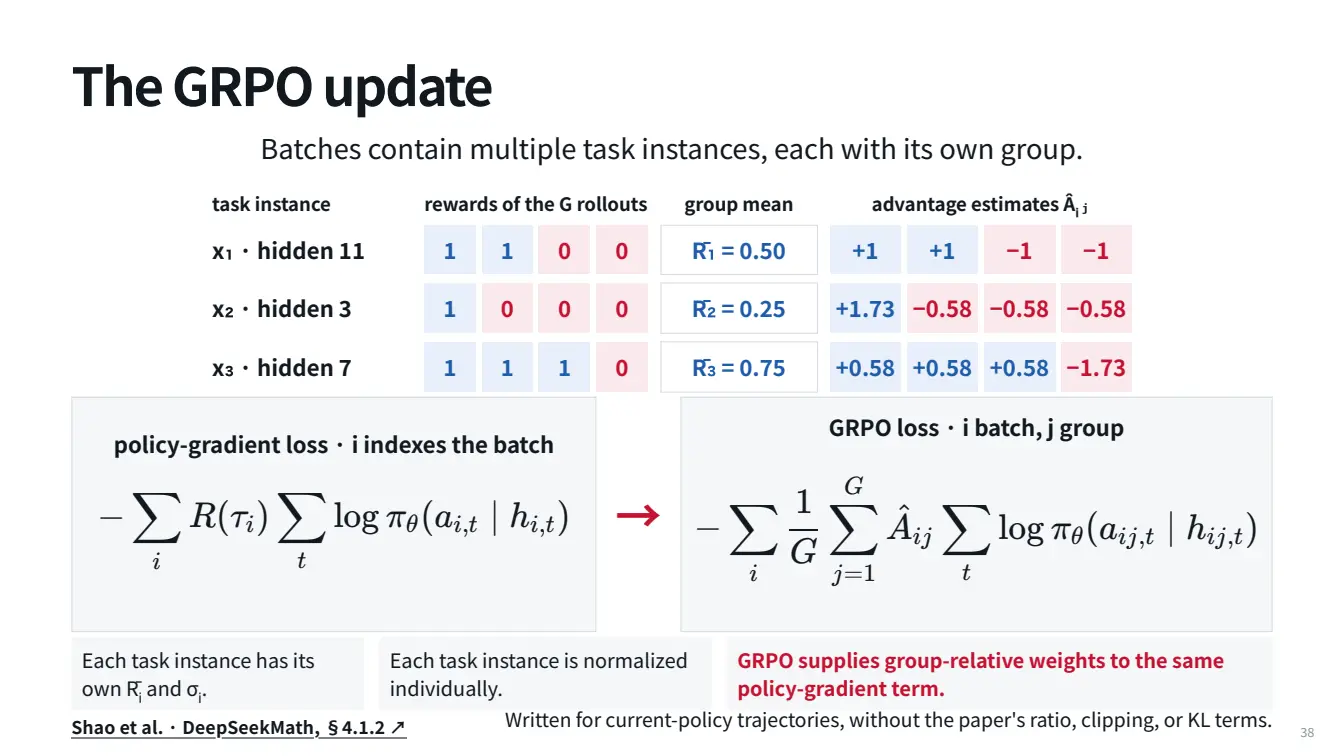 The GRPO update
Batches contain multiple task instances, each with its own group.
task instance rewards of the G rollouts group mean advantage estimates Âᵢⱼ
x₁ · hidden 11 1 1 0 0 R̄₁ = 0.50 +1 +1 −1 −1
x₂ · hidden 3 1 0 0 0 R̄₂ = 0.25 +1.73 −0.58 −0.58 −0.58
x₃ · hidden 7 1 1 1 0 R̄₃ = 0.75 +0.58 +0.58 +0.58 −1.73
policy-gradient loss · i indexes the batch
− ∑_i R(τ_i) ∑_t log π_θ(a_{i,t} | h_{i,t})
→
GRPO loss · i batch, j group
− ∑_i 1/G ∑_{j=1}^{G} Â_{ij} ∑_t log π_θ(a_{ij,t} | h_{ij,t})
Each task instance has its
own R̄ᵢ and σᵢ.
Each task instance is normalized
individually.
GRPO supplies group-relative weights to the same
policy-gradient term.
Shao et al. · DeepSeekMath, §4.1.2 ↗
Written for current-policy trajectories, without the paper's ratio, clipping, or KL terms.
38